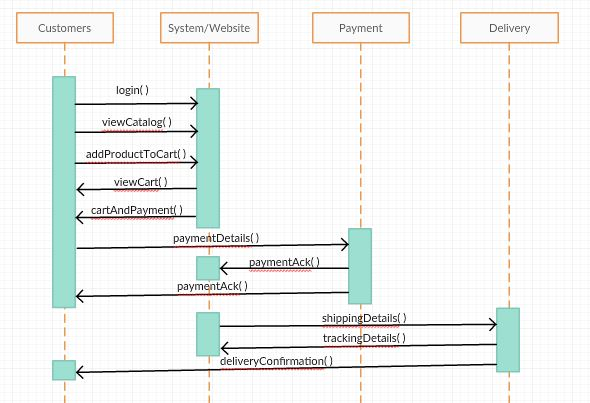 Customers
System/Website
Payment
Delivery
login( )
viewCatalog( )
addProductToCart( )
viewCart( )
cartAndPayment( )
paymentDetails( )
paymentAck( )
paymentAck( )
shippingDetails( )
trackingDetails( )
deliveryConfirmation( )